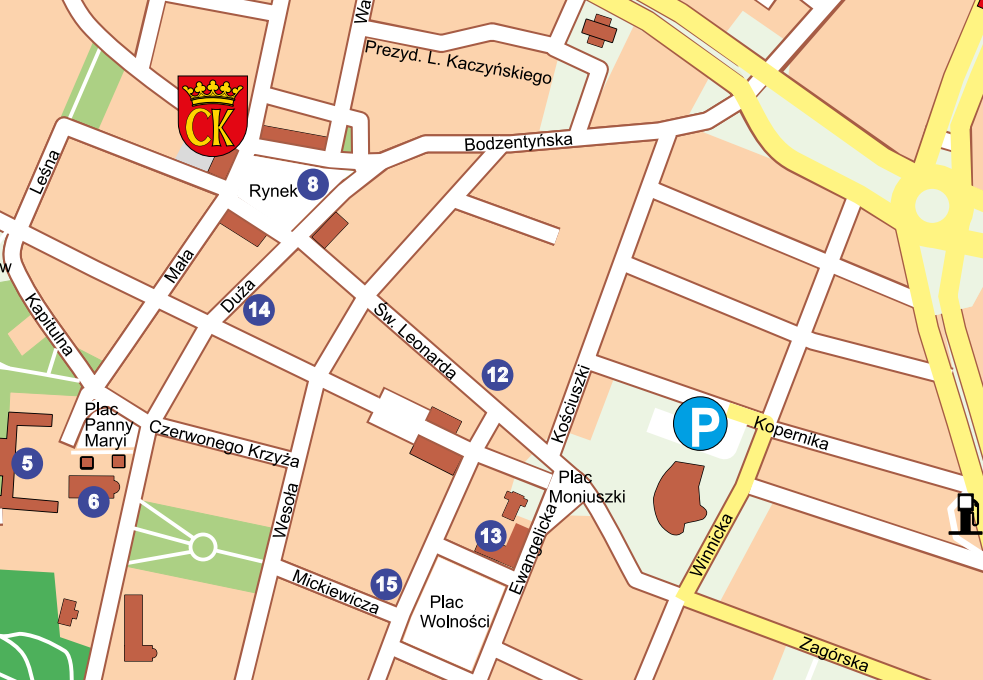 Wa
Prezyd. L. Kaczyńskiego
CK
Bodzentyńska
Leśna
Rynek
8
Mała
Duża
14
w
Kapitulna
Św. Leonarda
12
Kościuszki
P
Kopernika
Plac
Panny
Maryi
Czerwonego Krzyża
5
6
Wesoła
Plac
Moniuszki
13
Ewangelicka
Winnicka
Mickiewicza
15
Plac
Wolności
Zagórska